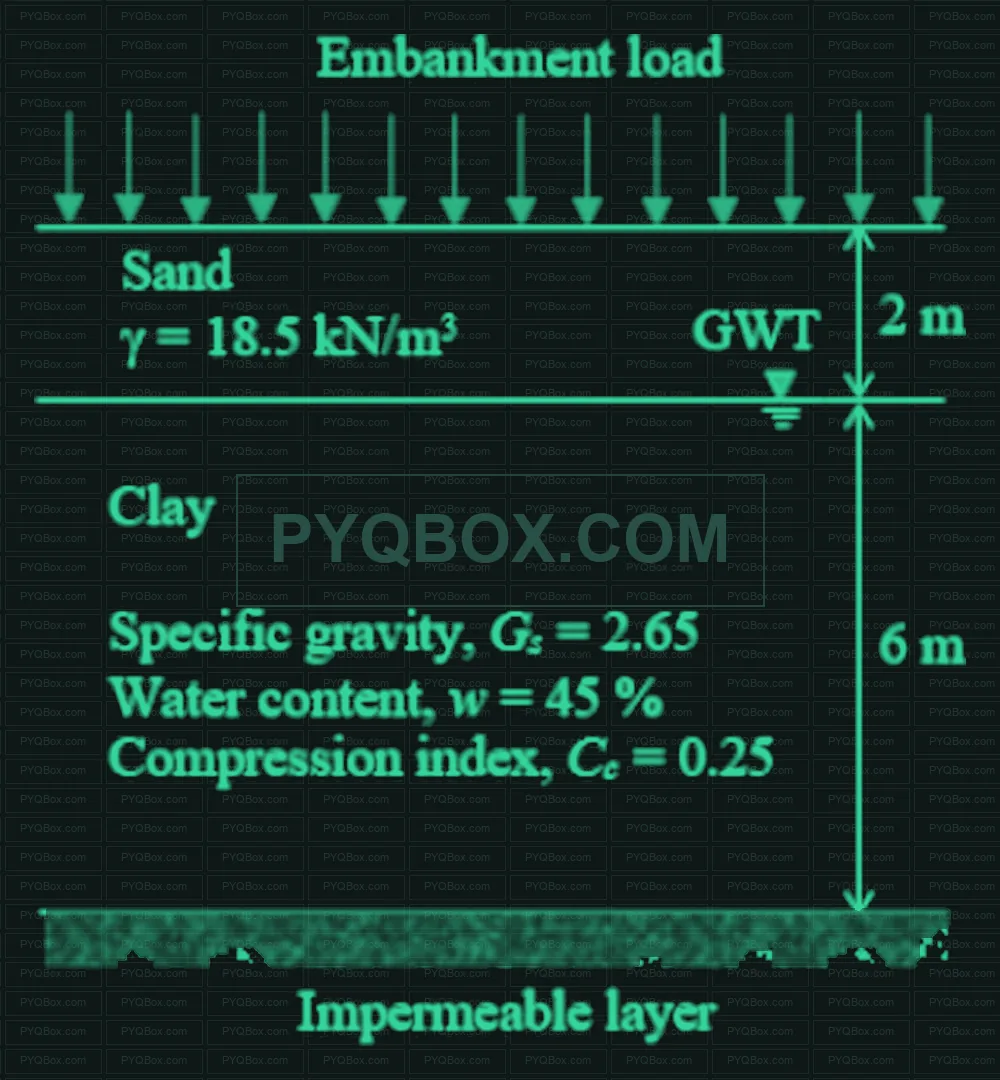 Embankment load
Sand
γ = 18.5 kN/m³
GWT
2 m
Clay
PYQBOX.COM
Specific gravity, Gₛ = 2.65
Water content, w = 45 %
6 m
Compression index, C꜀ = 0.25
Impermeable layer